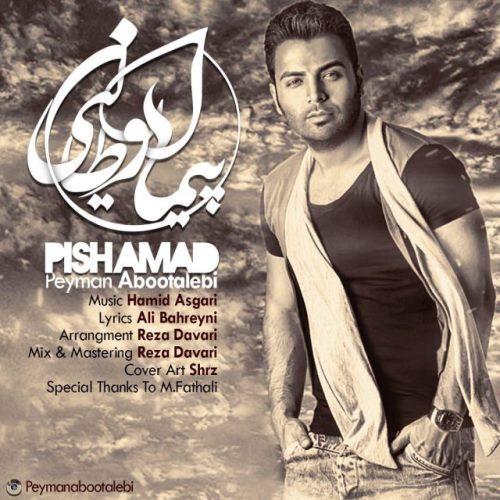 پیمان ابوطالبی
PISHAMAD
Peyman Abootalebi
Music Hamid Asgari
Lyrics Ali Bahreyni
Arrangment Reza Davari
Mix & Mastering Reza Davari
Cover Art Shrz
Special Thanks To M.Fathali
Peymanabootalebi